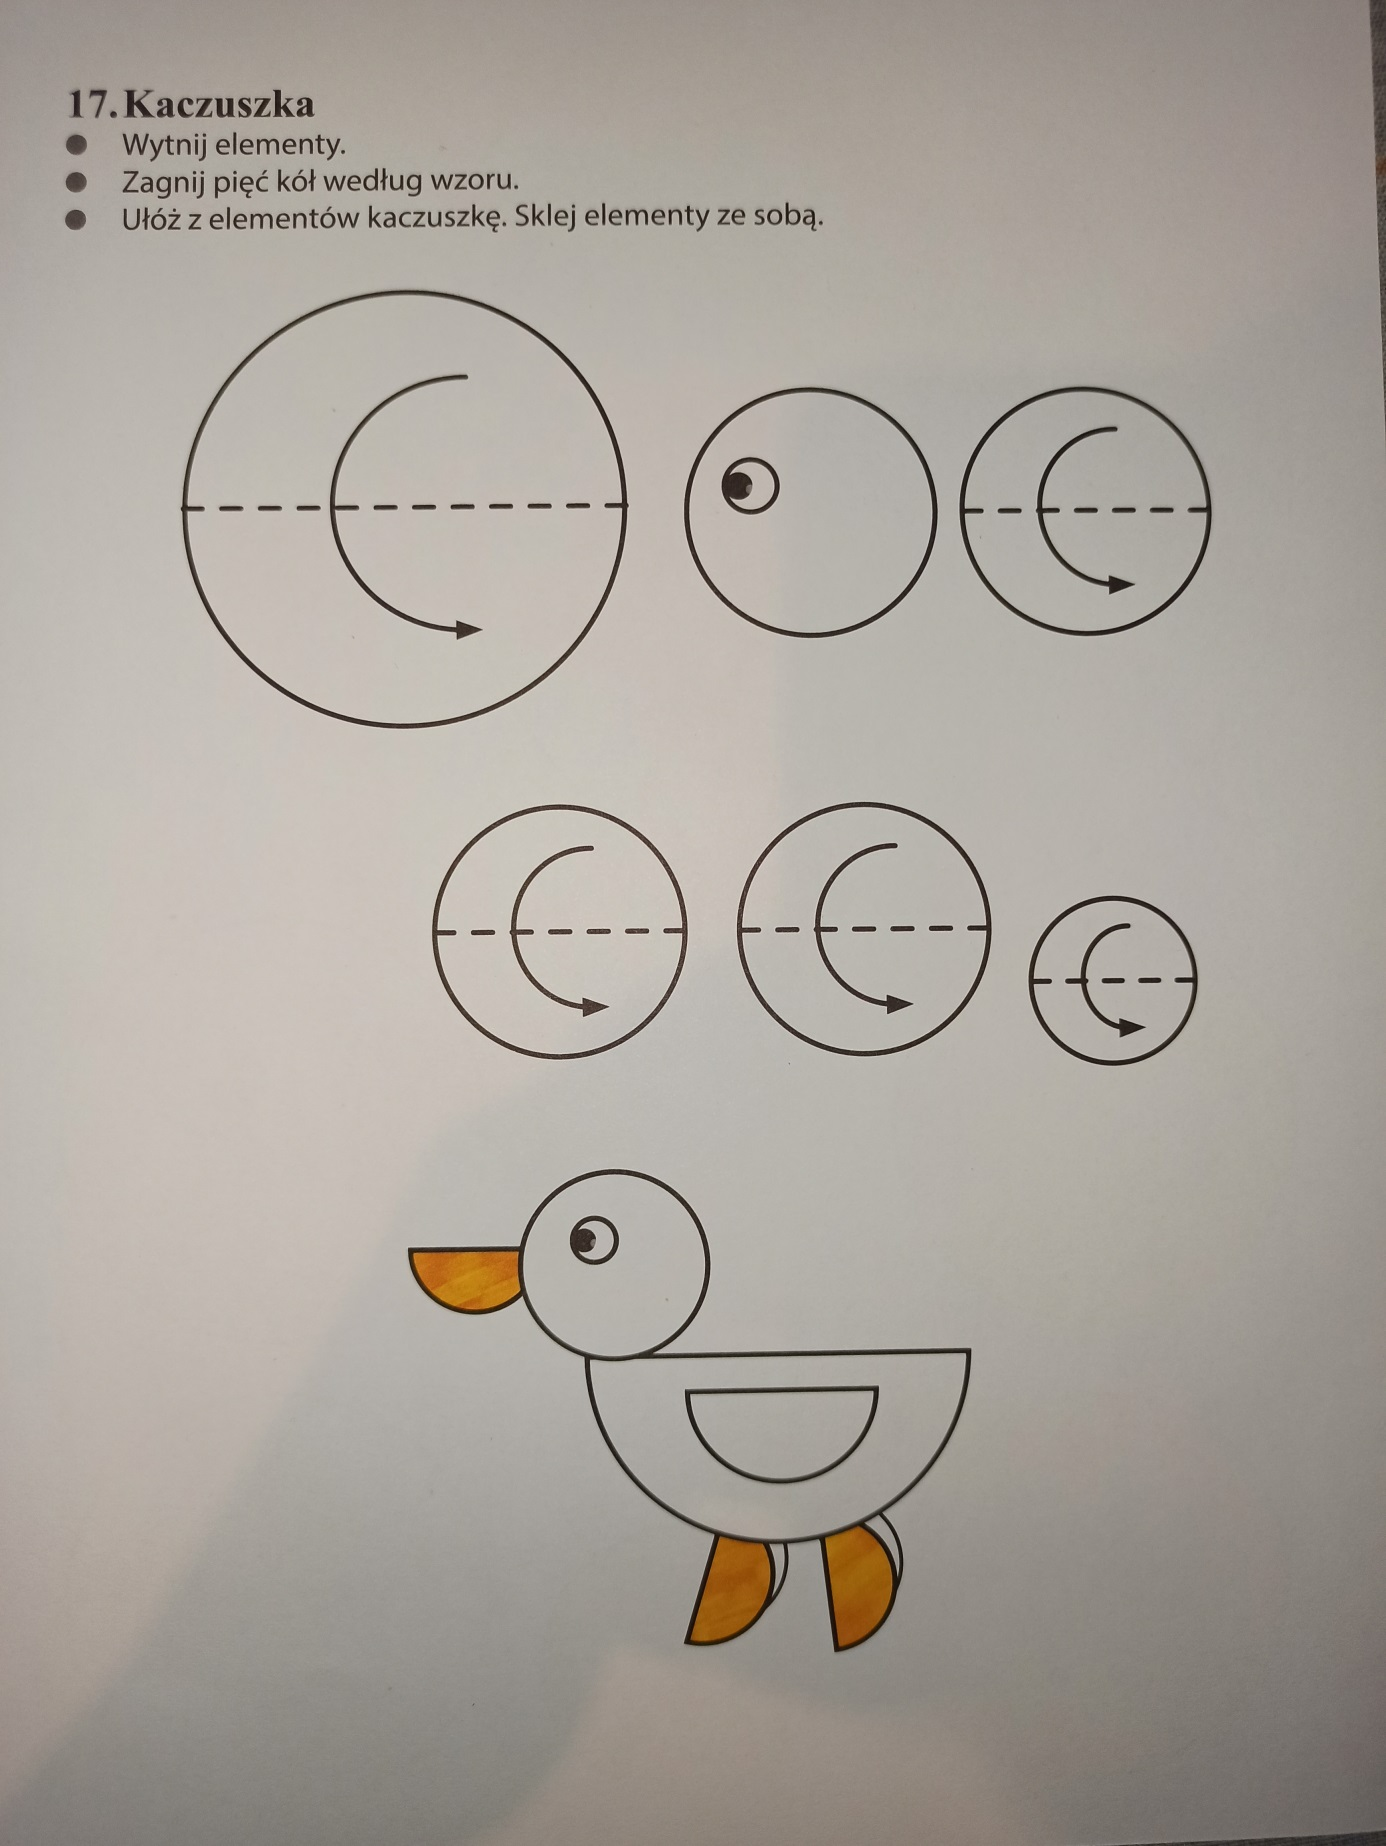 17. Kaczuszka
● Wytnij elementy.
● Zagnij pięć kół według wzoru.
● Ułóż z elementów kaczuszkę. Sklej elementy ze sobą.